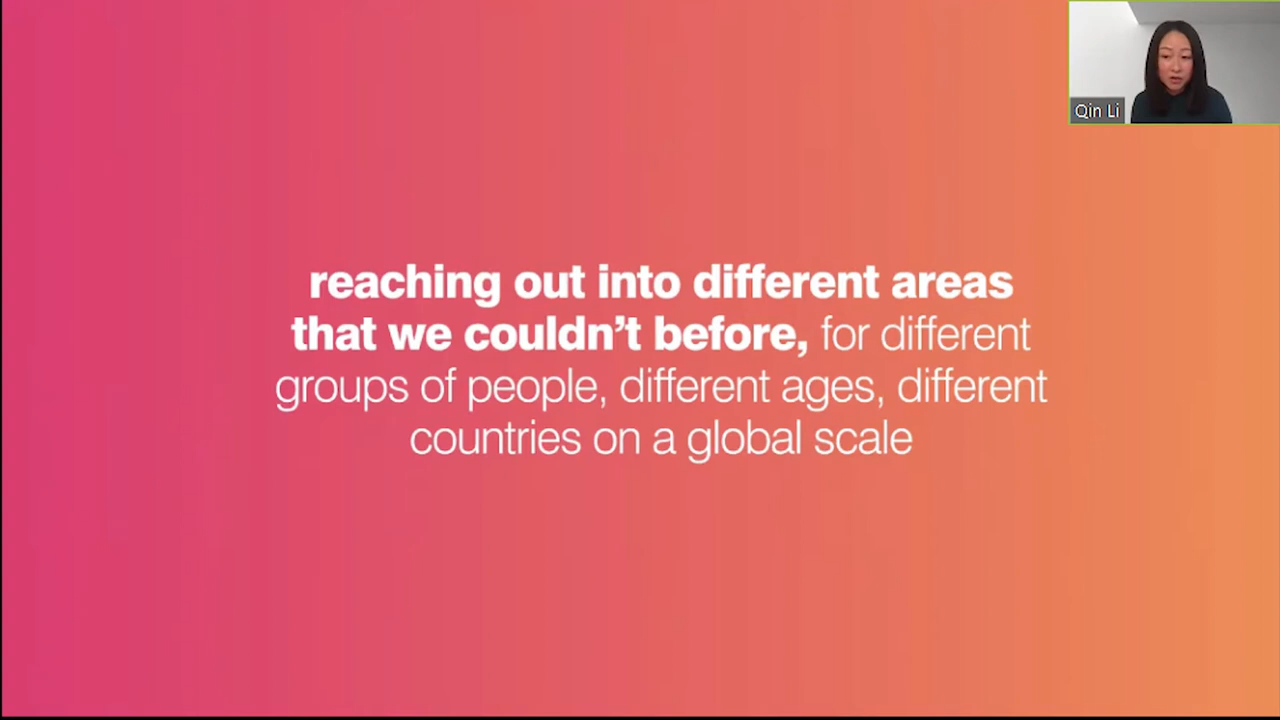 Qin Li
reaching out into different areas
that we couldn’t before, for different
groups of people, different ages, different
countries on a global scale